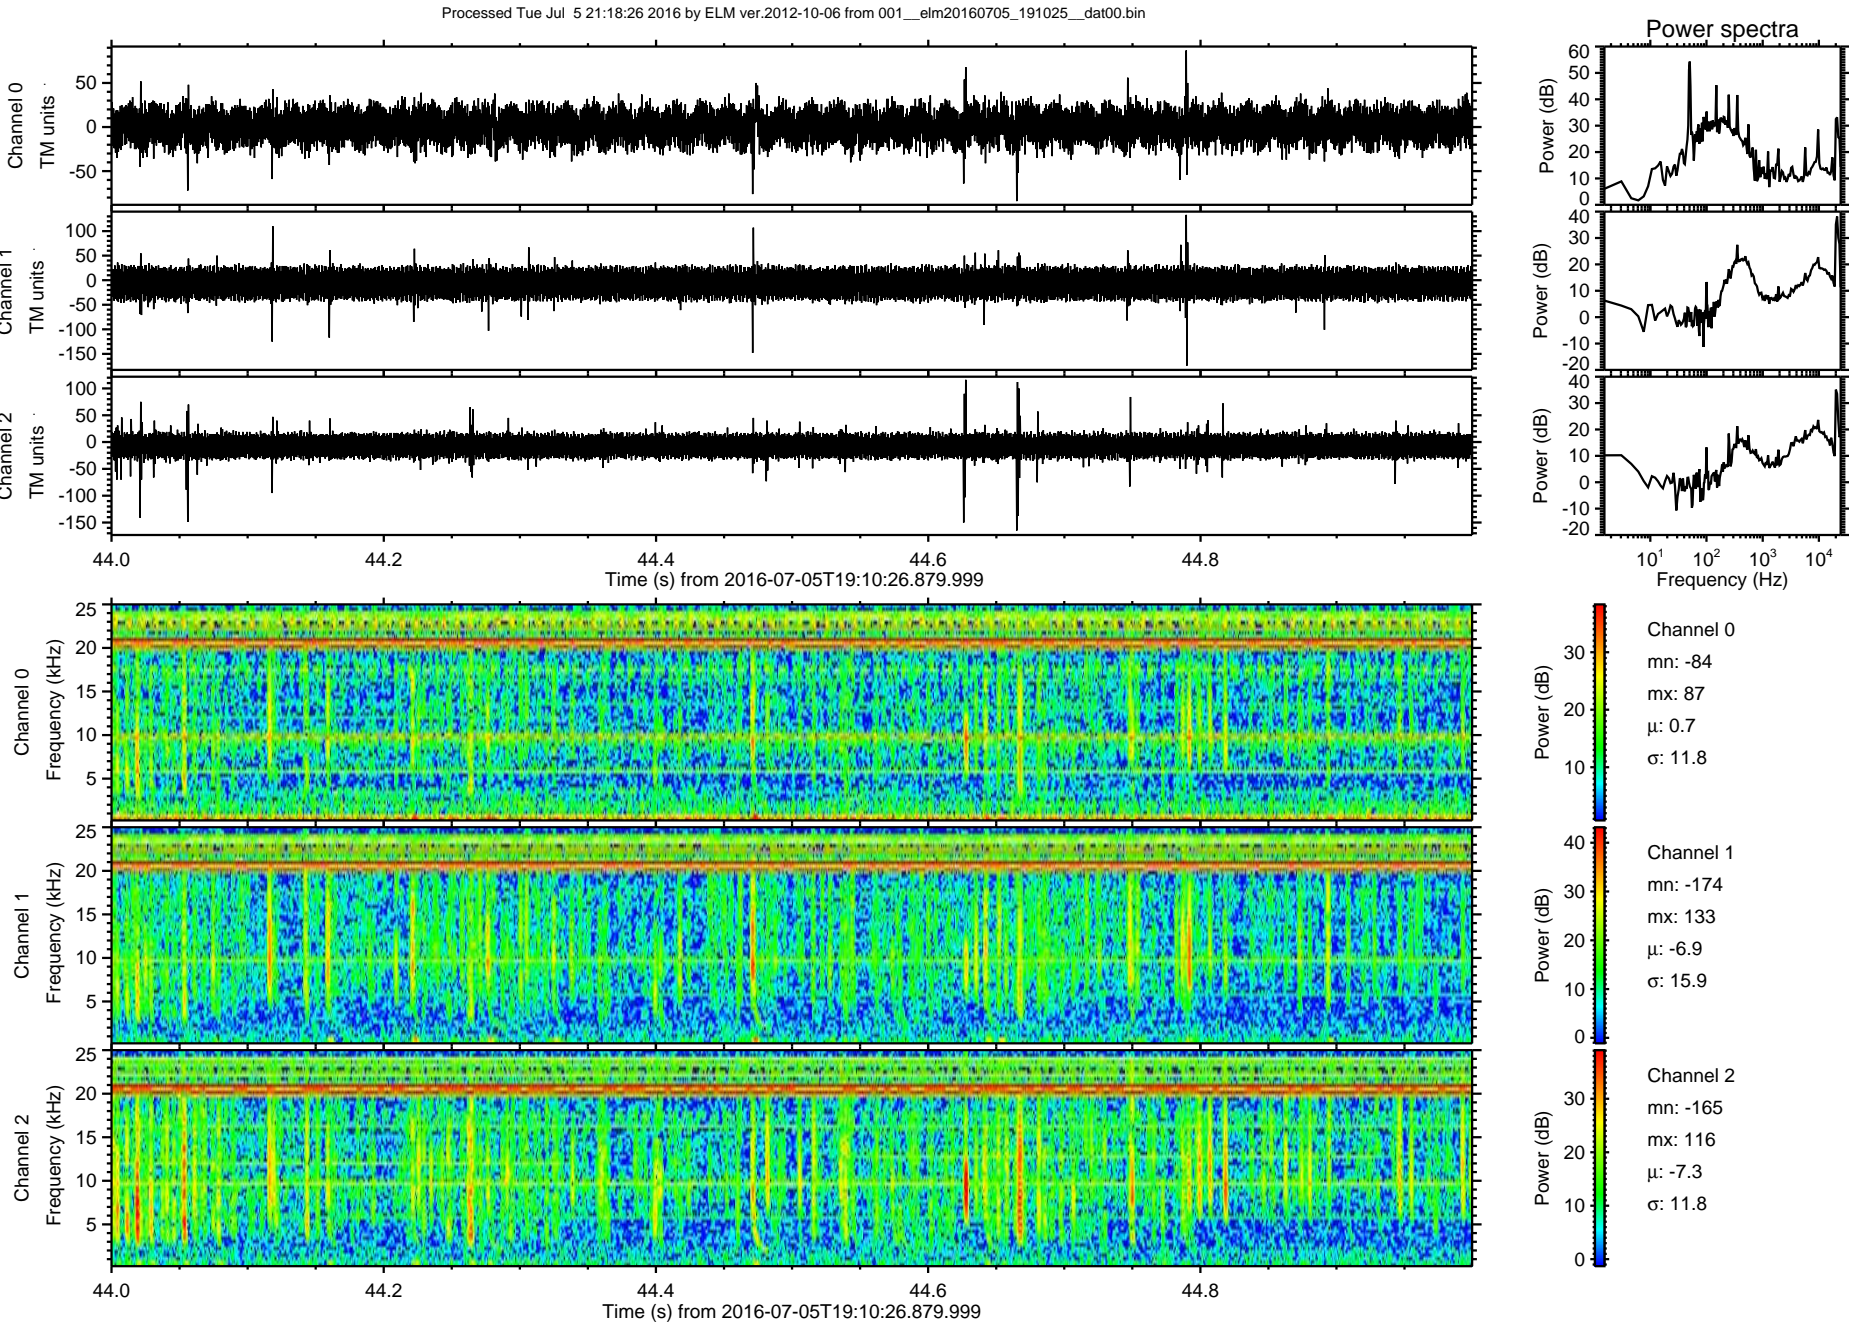 Processed Tue Jul  5 21:18:26 2016 by ELM ver.2012-10-06 from 001__elm20160705_191025__dat00.bin
Power spectra
Channel 0
TM units
50
0
-50
Power (dB)
60
50
40
30
20
10
0
Channel 1
TM units
100
50
0
-50
-100
-150
Power (dB)
40
30
20
10
0
-10
-20
Channel 2
TM units
100
50
0
-50
-100
-150
Power (dB)
40
30
20
10
0
-10
-20
44.0 44.2 44.4 44.6 44.8
Time (s) from 2016-07-05T19:10:26.879.999
10¹ 10² 10³ 10⁴
Frequency (Hz)
Channel 0
Frequency (kHz)
25
20
15
10
5
Power (dB)
30
20
10
Channel 0
mn: -84
mx: 87
μ: 0.7
σ: 11.8
Channel 1
Frequency (kHz)
25
20
15
10
5
Power (dB)
40
30
20
10
0
Channel 1
mn: -174
mx: 133
μ: -6.9
σ: 15.9
Channel 2
Frequency (kHz)
25
20
15
10
5
Power (dB)
30
20
10
0
Channel 2
mn: -165
mx: 116
μ: -7.3
σ: 11.8
44.0 44.2 44.4 44.6 44.8
Time (s) from 2016-07-05T19:10:26.879.999